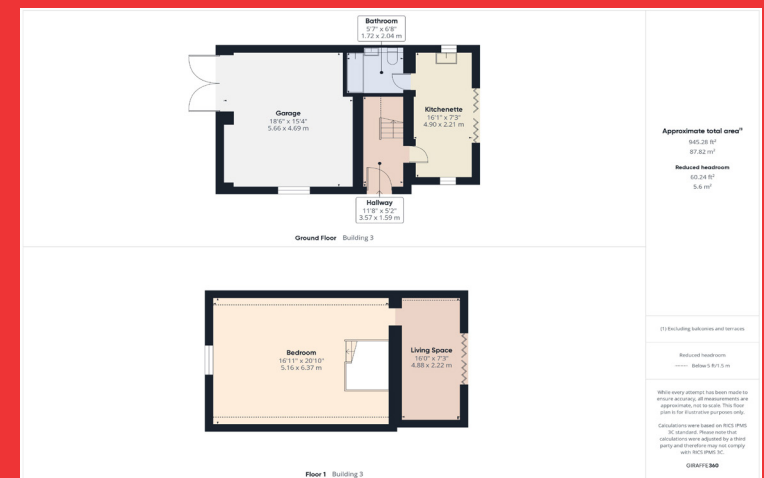 Bathroom
5'7" x 6'8"
1.72 x 2.04 m
Garage
18'6" x 15'4"
5.66 x 4.69 m
Kitchenette
16'1" x 7'3"
4.90 x 2.21 m
Hallway
11'8" x 5'2"
3.57 x 1.59 m
Ground Floor Building 3
Bedroom
16'11" x 20'10"
5.16 x 6.37 m
Living Space
16'0" x 7'3"
4.88 x 2.22 m
Floor 1 Building 3
Approximate total area(1)
945.28 ft²
87.82 m²
Reduced headroom
60.24 ft²
5.6 m²
(1) Excluding balconies and terraces
Reduced headroom
Below 5 ft/1.5 m
While every attempt has been made to
ensure accuracy, all measurements are
approximate, not to scale. This floor
plan is for illustrative purposes only.
Calculations were based on RICS IPMS
3C standard. Please note that
calculations were adjusted by a third
party and therefore may not comply
with RICS IPMS 3C.
GIRAFFE360